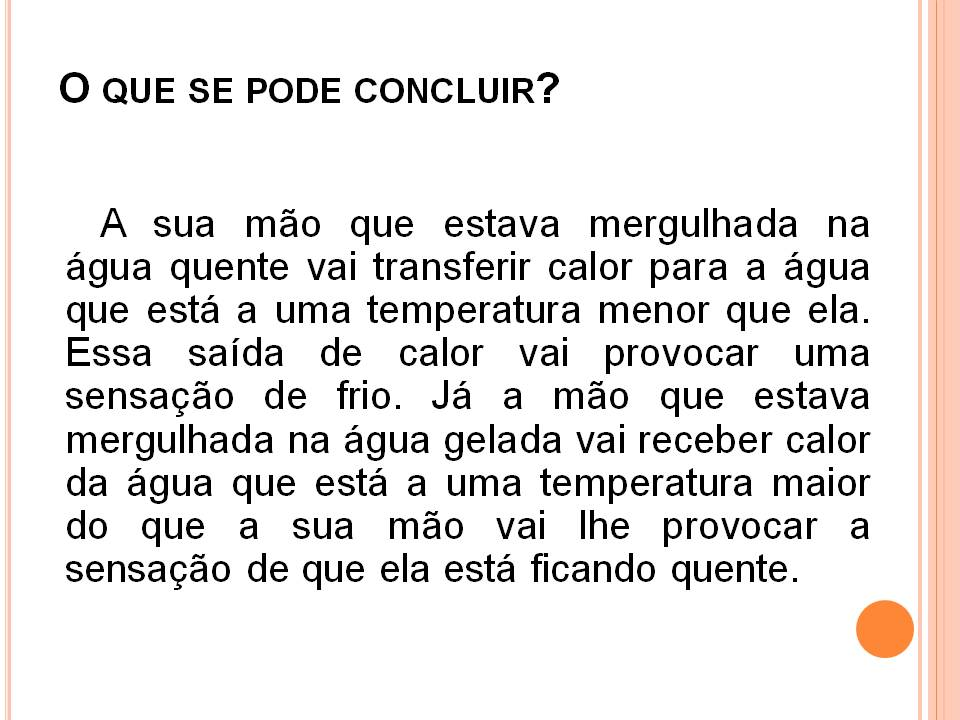 O QUE SE PODE CONCLUIR?
A sua mão que estava mergulhada na
água quente vai transferir calor para a água
que está a uma temperatura menor que ela.
Essa saída de calor vai provocar uma
sensação de frio. Já a mão que estava
mergulhada na água gelada vai receber calor
da água que está a uma temperatura maior
do que a sua mão vai lhe provocar a
sensação de que ela está ficando quente.